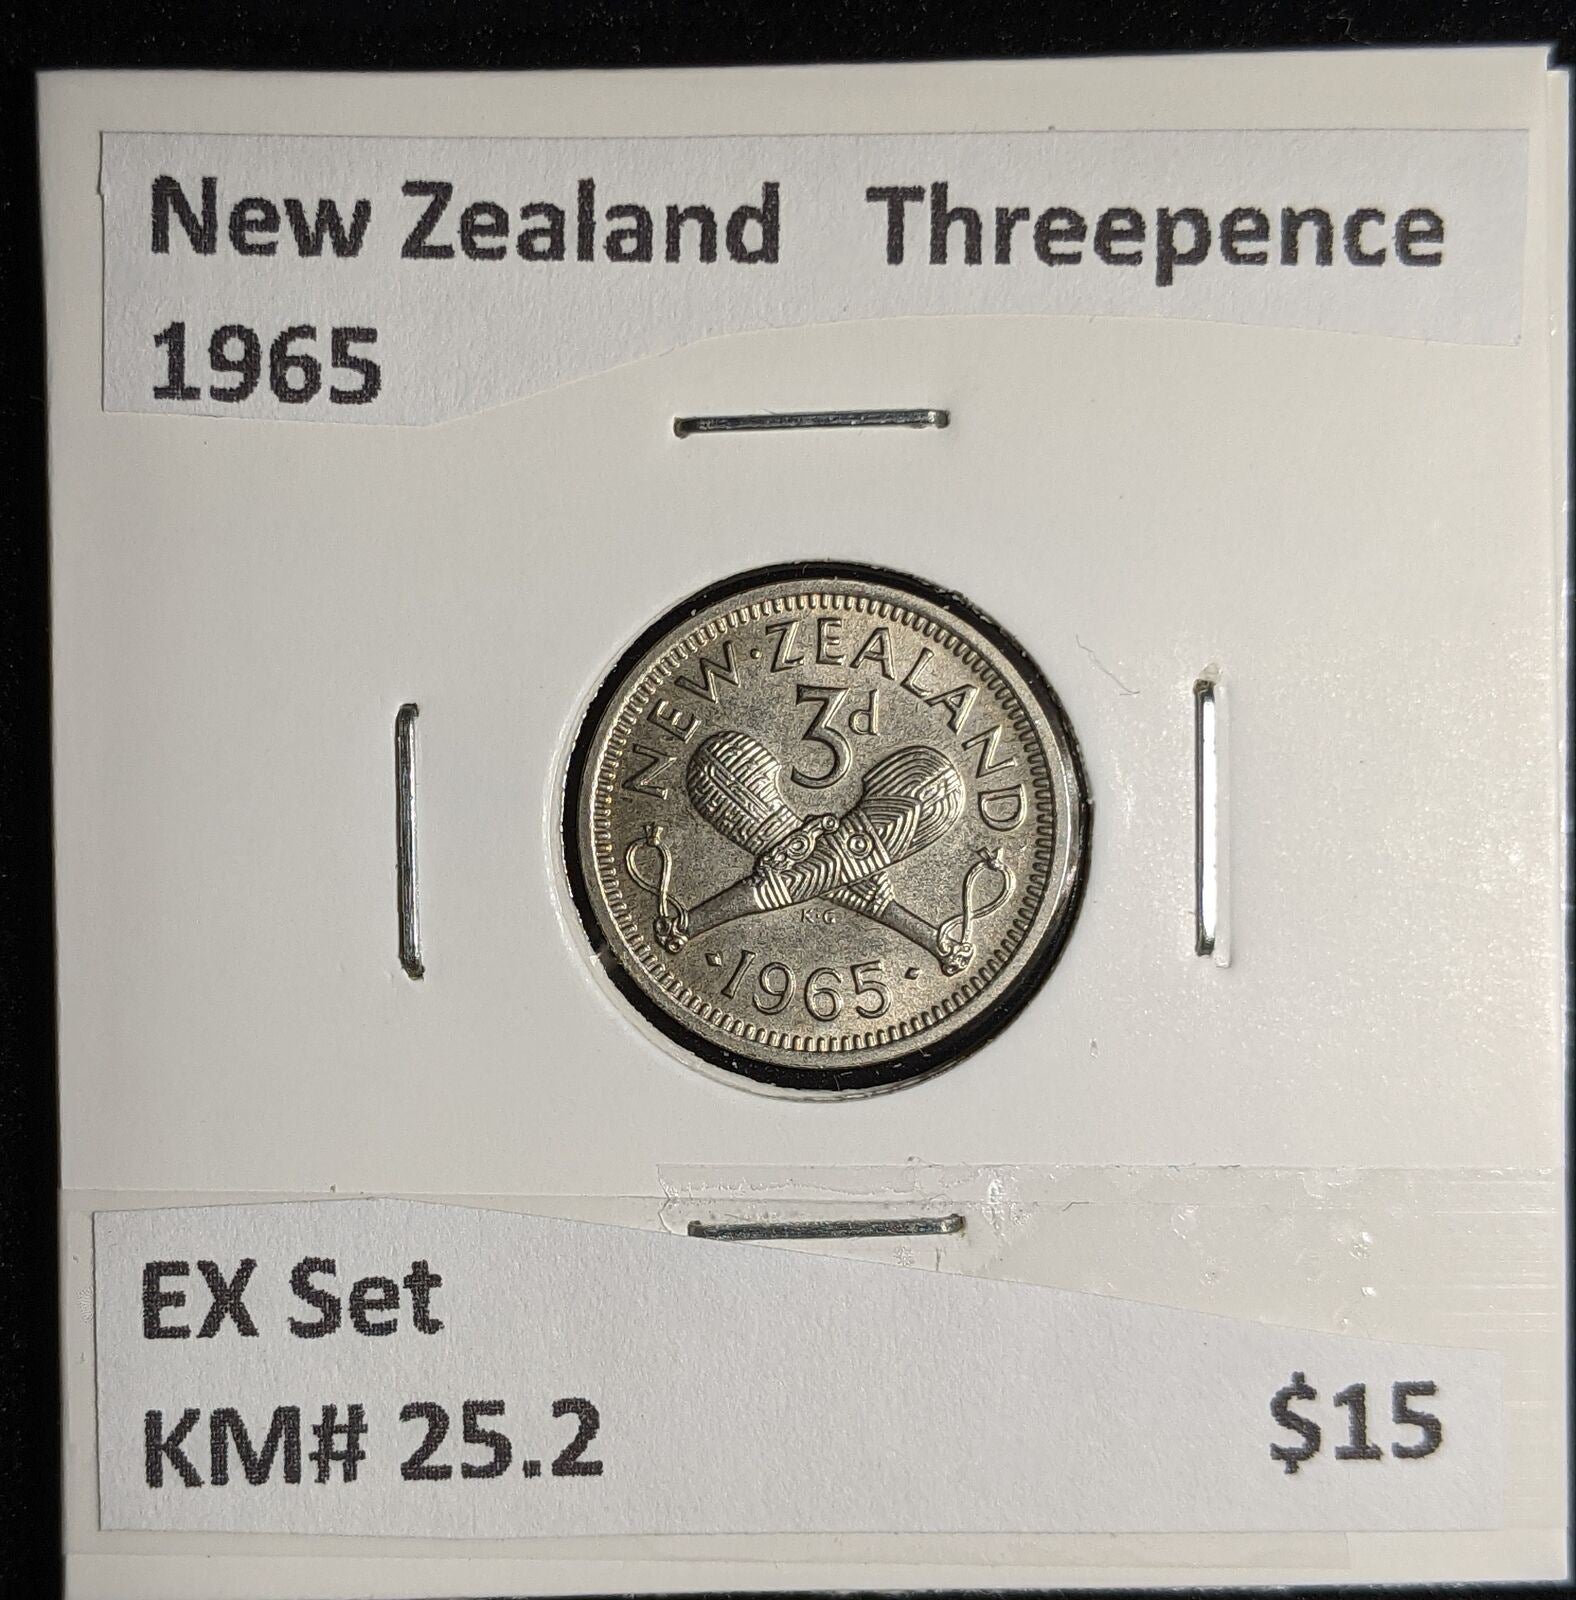 New Zealand Threepence
1965
NEW·ZEALAND
3d
K·G
·1965·
EX Set
KM# 25.2 $15